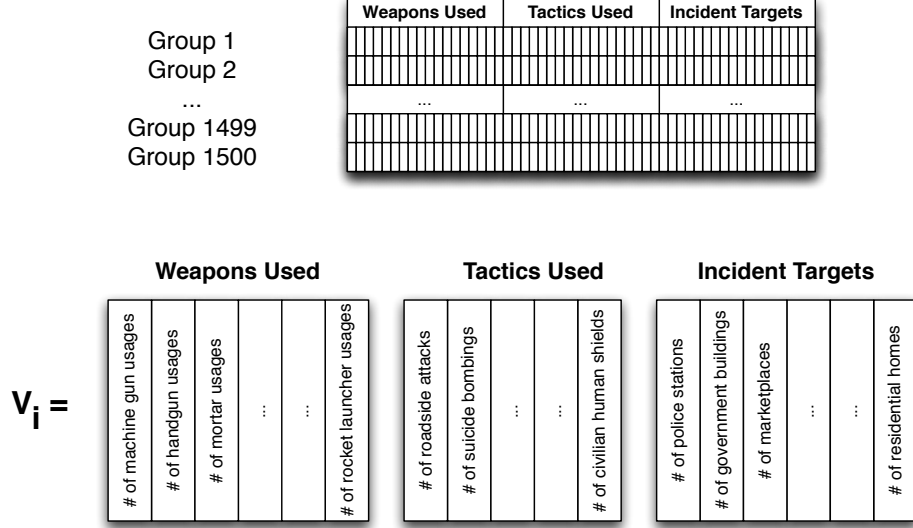 Weapons Used Tactics Used Incident Targets
Group 1
Group 2
...
... ... ...
Group 1499
Group 1500
Weapons Used Tactics Used Incident Targets
Vi =
# of machine gun usages
# of handgun usages
# of mortar usages
...
...
# of rocket launcher usages
# of roadside attacks
# of suicide bombings
...
...
# of civilian human shields
# of police stations
# of government buildings
# of marketplaces
...
...
# of residential homes